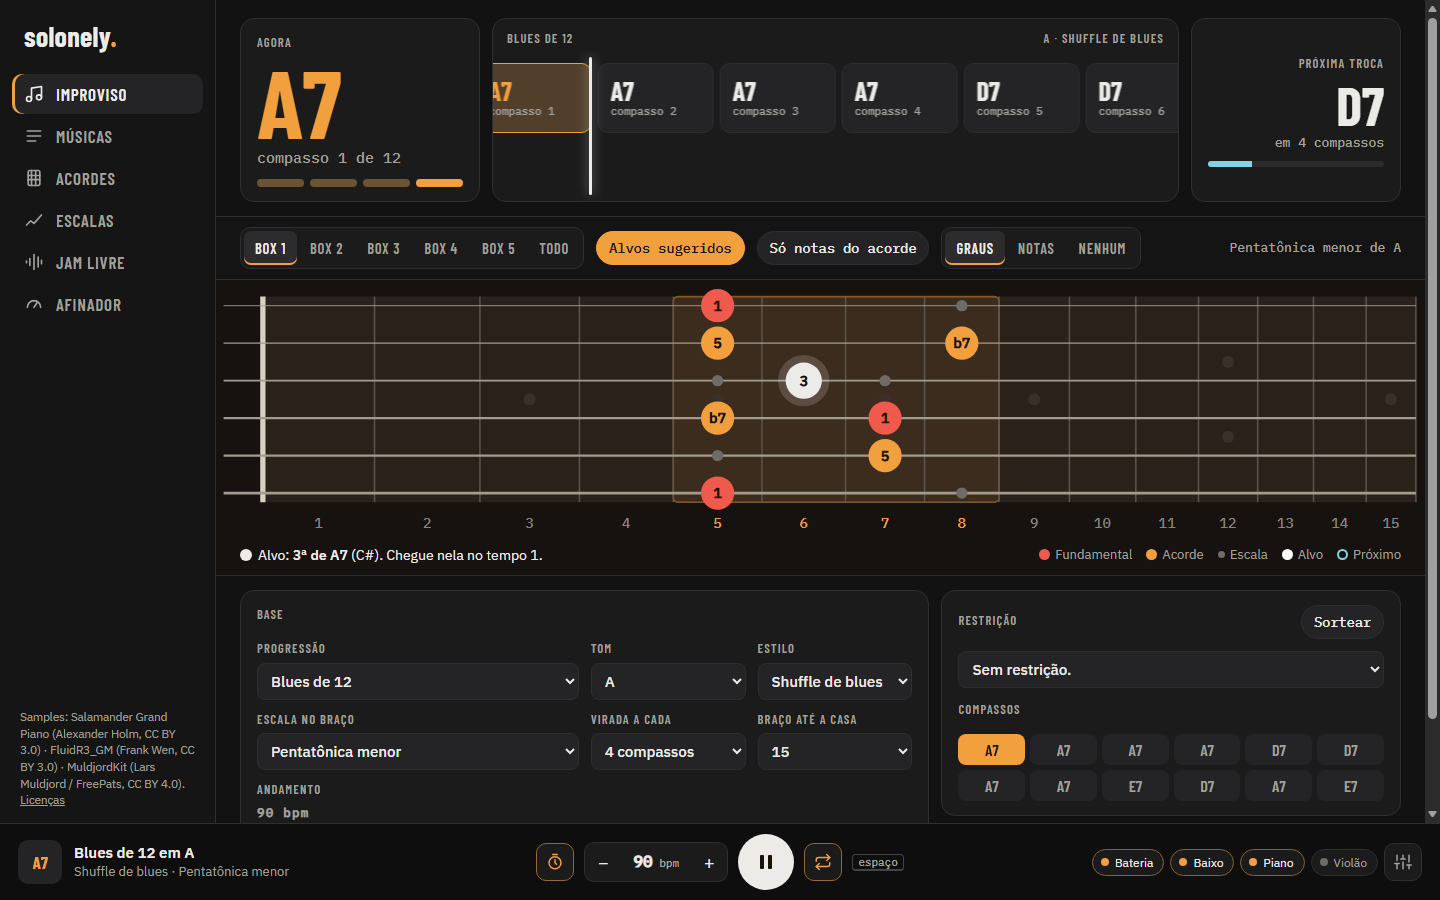 solonely.
IMPROVISO
MÚSICAS
ACORDES
ESCALAS
JAM LIVRE
AFINADOR
Samples: Salamander Grand
Piano (Alexander Holm, CC BY
3.0) · FluidR3_GM (Frank Wen, CC
BY 3.0) · MuldjordKit (Lars
Muldjord / FreePats, CC BY 4.0).
Licenças
AGORA
A7
compasso 1 de 12
BLUES DE 12
A · SHUFFLE DE BLUES
A7 A7 A7 A7 D7 D7
compasso 1 compasso 2 compasso 3 compasso 4 compasso 5 compasso 6
PRÓXIMA TROCA
D7
em 4 compassos
BOX 1 BOX 2 BOX 3 BOX 4 BOX 5 TODO Alvos sugeridos Só notas do acorde GRAUS NOTAS NENHUM Pentatônica menor de A
1
5 b7
3
b7 1
5
1
1 2 3 4 5 6 7 8 9 10 11 12 13 14 15
Alvo: 3ª de A7 (C#). Chegue nela no tempo 1.
Fundamental Acorde Escala Alvo Próximo
BASE
PROGRESSÃO TOM ESTILO
Blues de 12 A Shuffle de blues
ESCALA NO BRAÇO VIRADA A CADA BRAÇO ATÉ A CASA
Pentatônica menor 4 compassos 15
ANDAMENTO
90 bpm
RESTRIÇÃO Sortear
Sem restrição.
COMPASSOS
A7 A7 A7 A7 D7 D7
A7 A7 E7 D7 A7 E7
A7
Blues de 12 em A
Shuffle de blues · Pentatônica menor
− 90 bpm +
espaço
Bateria Baixo Piano Violão